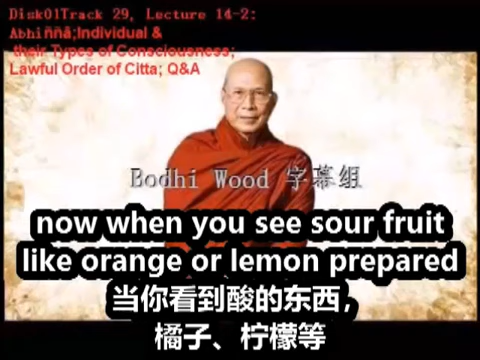 Disk01Track 29, Lecture 14-2:
Abhiññā;Individual &
their Types of Consciousness;
Lawful Order of Citta; Q&A
Bodhi Wood 字幕组
now when you see sour fruit
like orange or lemon prepared
当你看到酸的东西，
橘子、柠檬等